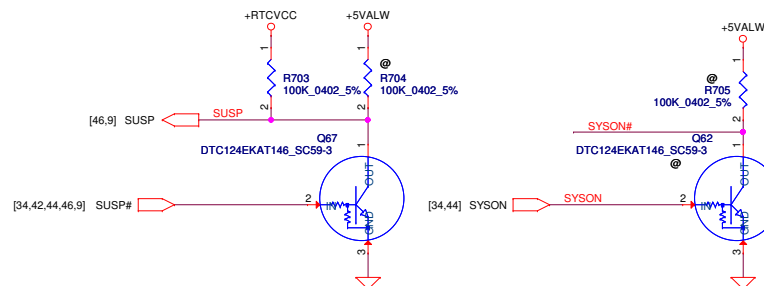 +RTCVCC
+5VALW
+5VALW
1
1
1
@
@
R703
R704
R705
100K_0402_5%
100K_0402_5%
100K_0402_5%
2
2
2
[46,9] SUSP
SUSP
SYSON#
Q67
Q62
DTC124EKAT146_SC59-3
DTC124EKAT146_SC59-3
1
1
@
OUT
OUT
[34,42,44,46,9] SUSP#
2
IN
GND
3
[34,44] SYSON
SYSON
2
IN
GND
3